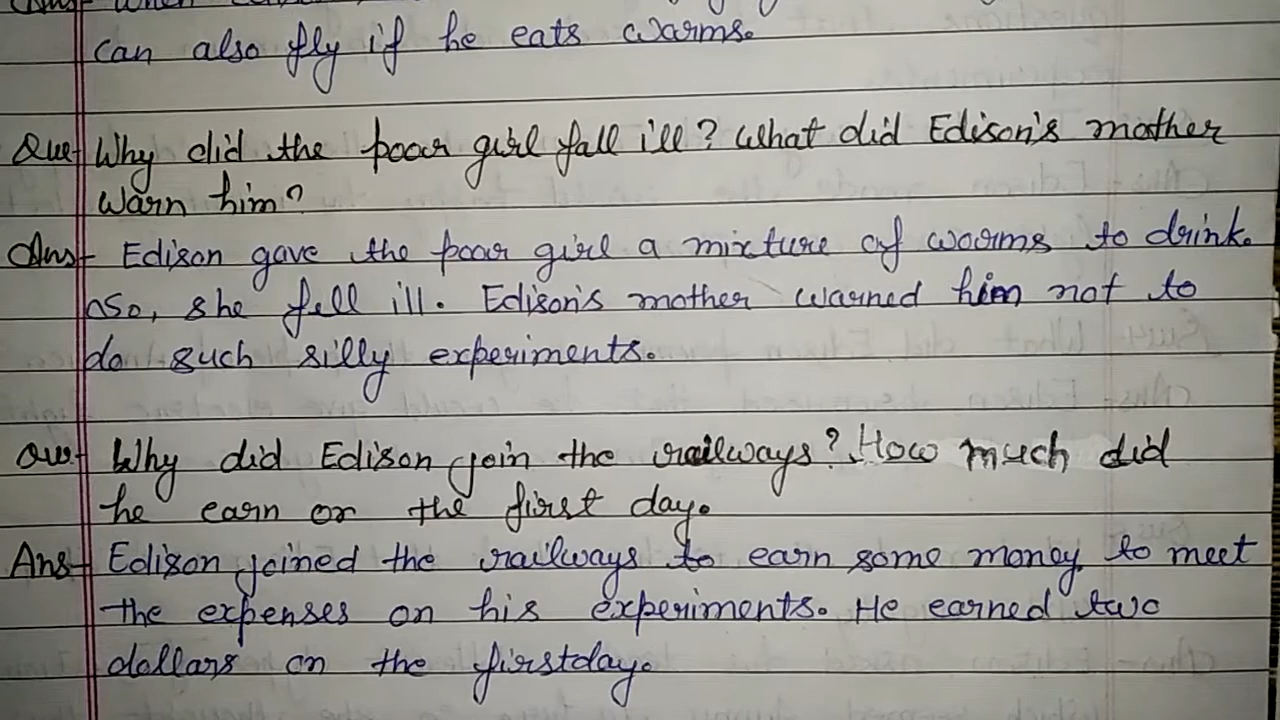 can also fly if he eats warms.
Que- Why did the poor girl fall ill? What did Edison's mother
warn him?
Ans- Edison gave the poor girl a mixture of worms to drink.
So, she fell ill. Edison's mother warned him not to
do such silly experiments.
Que- Why did Edison join the railways? How much did
he earn on the first day.
Ans- Edison joined the railways to earn some money to meet
the expenses on his experiments. He earned two
dollars on the firstday.